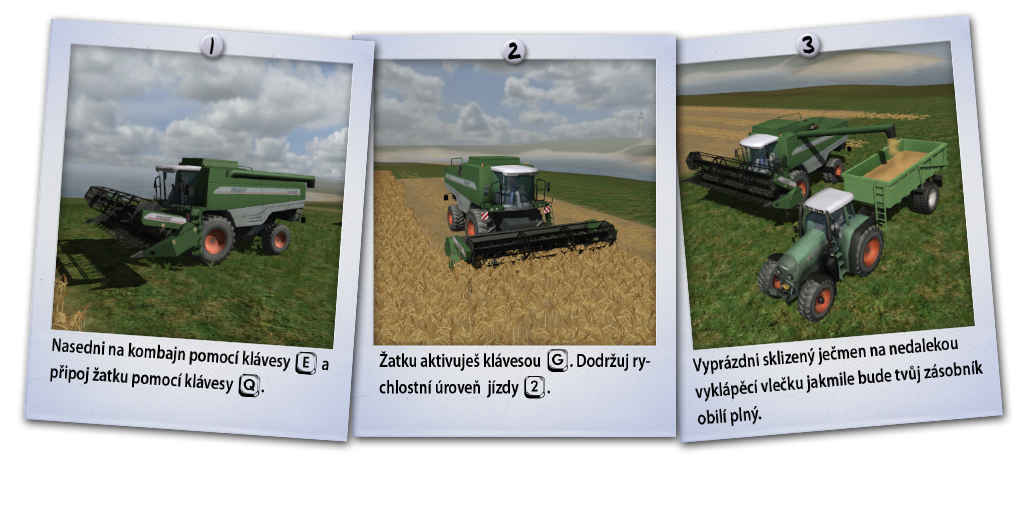 1
FENDT
Nasedni na kombajn pomocí klávesy E a
připoj žatku pomocí klávesy Q.
2
Žatku aktivuješ klávesou G. Dodržuj ry-
chlostní úroveň jízdy 2.
3
Vyprázdni sklizený ječmen na nedalekou
vyklápěcí vlečku jakmile bude tvůj zásobník
obilí plný.